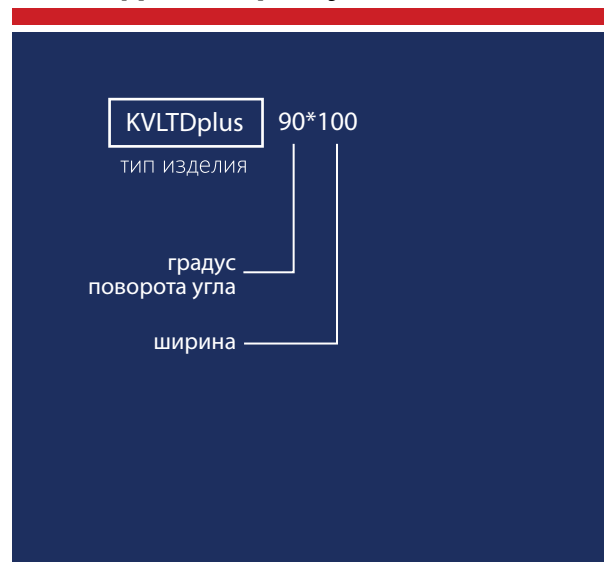 KVLTDplus 90*100
тип изделия
градус
поворота угла
ширина